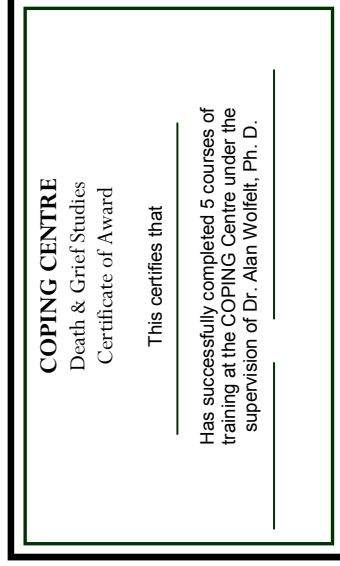 COPING CENTRE
Death & Grief Studies
Certificate of Award
This certifies that
Has successfully completed 5 courses of
training at the COPING Centre under the
supervision of Dr. Alan Wolfelt, Ph. D.